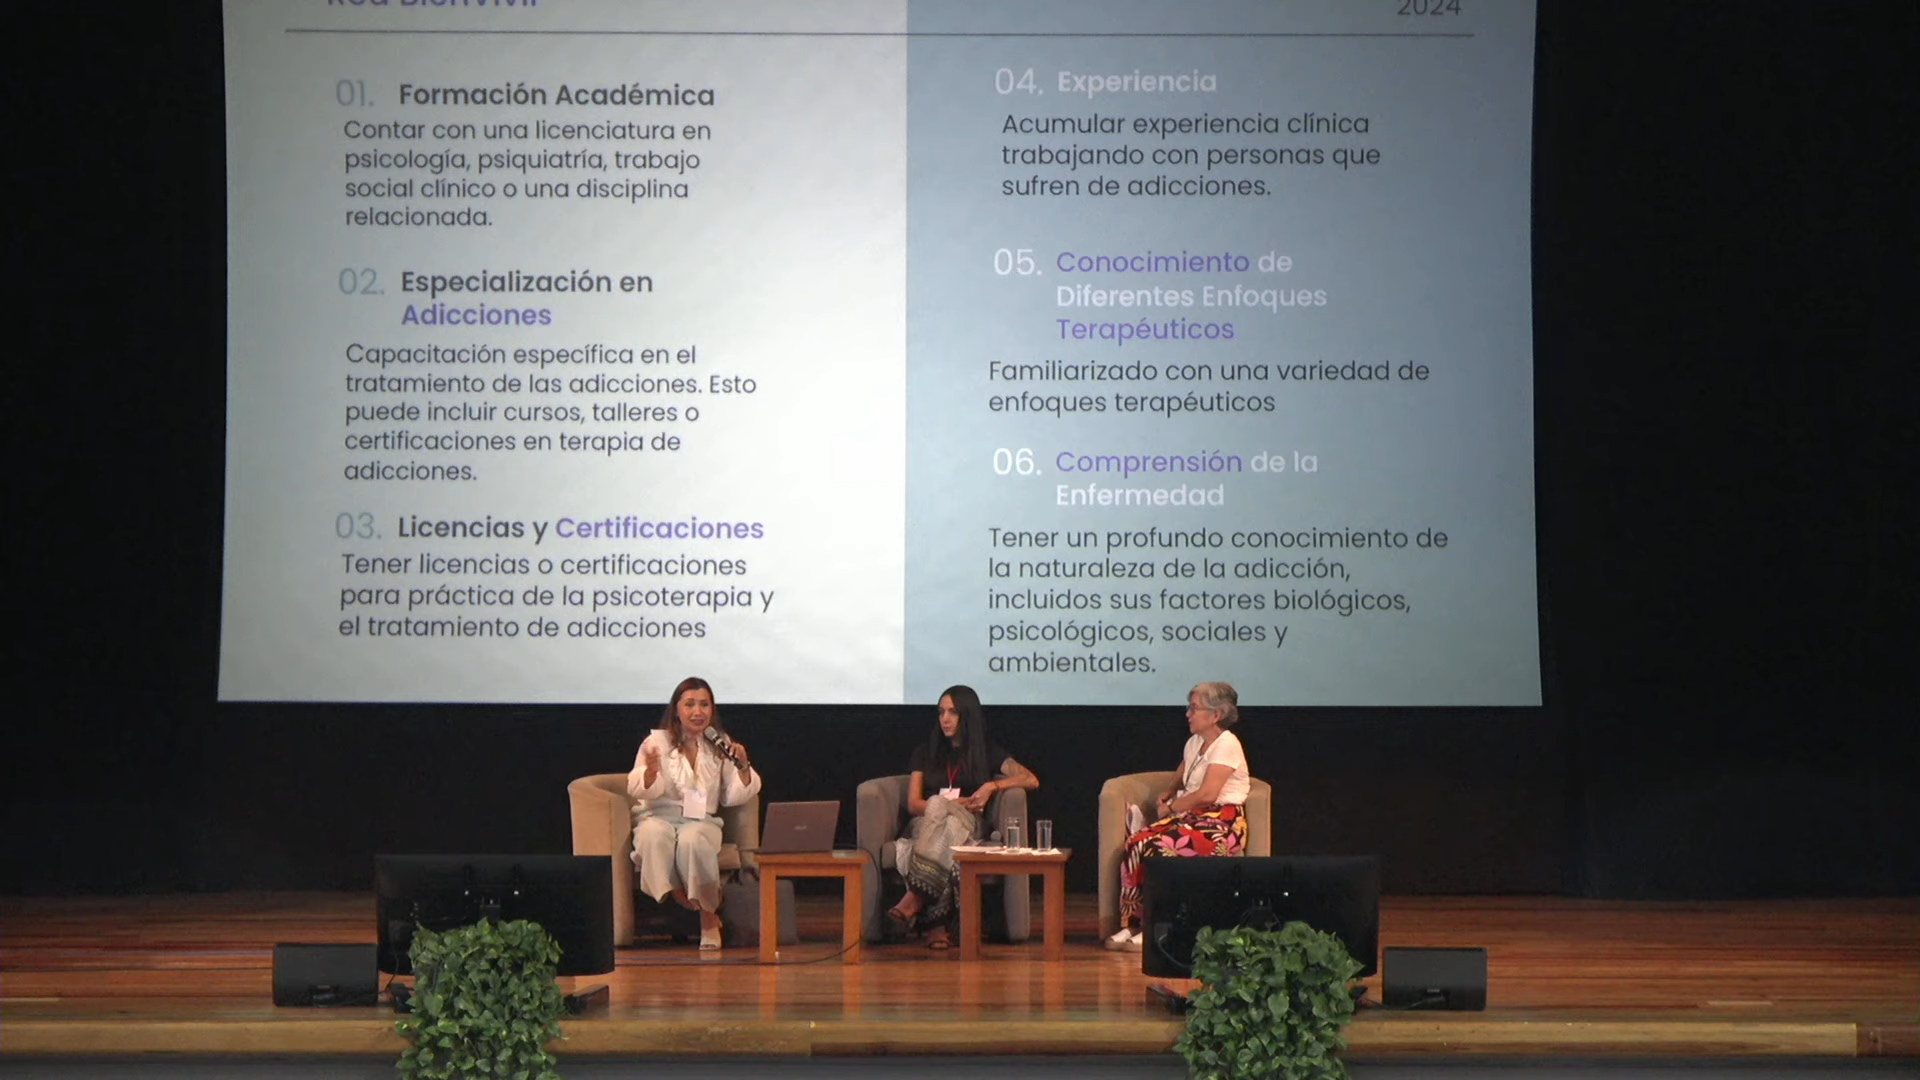 Red BienVivir
2024
01. Formación Académica
Contar con una licenciatura en
psicología, psiquiatría, trabajo
social clínico o una disciplina
relacionada.
02. Especialización en
Adicciones
Capacitación específica en el
tratamiento de las adicciones. Esto
puede incluir cursos, talleres o
certificaciones en terapia de
adicciones.
03. Licencias y Certificaciones
Tener licencias o certificaciones
para práctica de la psicoterapia y
el tratamiento de adicciones
04. Experiencia
Acumular experiencia clínica
trabajando con personas que
sufren de adicciones.
05. Conocimiento de
Diferentes Enfoques
Terapéuticos
Familiarizado con una variedad de
enfoques terapéuticos
06. Comprensión de la
Enfermedad
Tener un profundo conocimiento de
la naturaleza de la adicción,
incluidos sus factores biológicos,
psicológicos, sociales y
ambientales.